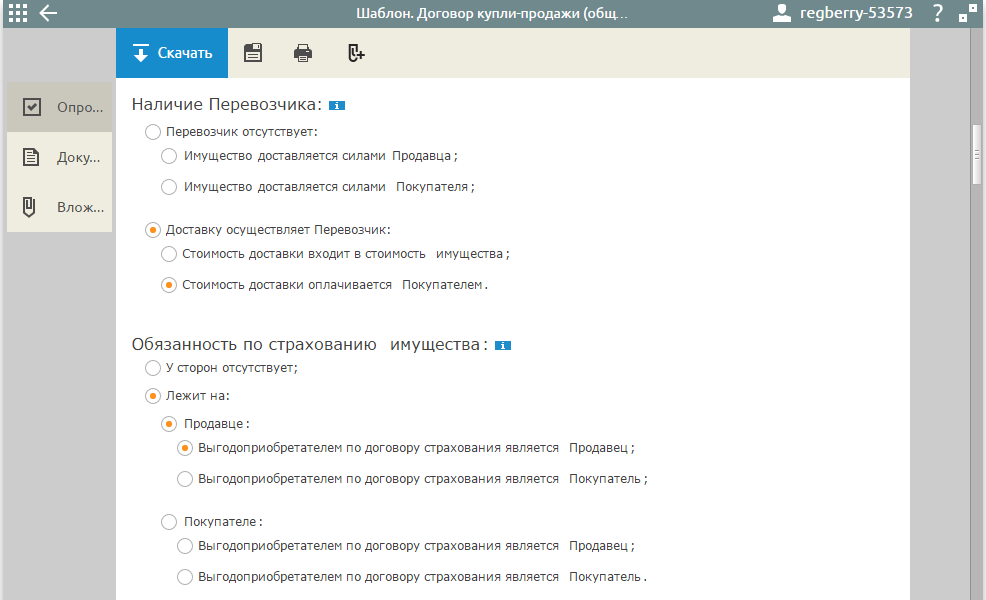 Шаблон. Договор купли-продажи (общ...
regberry-53573
?
Скачать
Опро...
Доку...
Влож...
Наличие Перевозчика: i
Перевозчик отсутствует:
Имущество доставляется силами Продавца;
Имущество доставляется силами Покупателя;
Доставку осуществляет Перевозчик:
Стоимость доставки входит в стоимость имущества;
Стоимость доставки оплачивается Покупателем.
Обязанность по страхованию имущества: i
У сторон отсутствует;
Лежит на:
Продавце:
Выгодоприобретателем по договору страхования является Продавец;
Выгодоприобретателем по договору страхования является Покупатель;
Покупателе:
Выгодоприобретателем по договору страхования является Продавец;
Выгодоприобретателем по договору страхования является Покупатель.